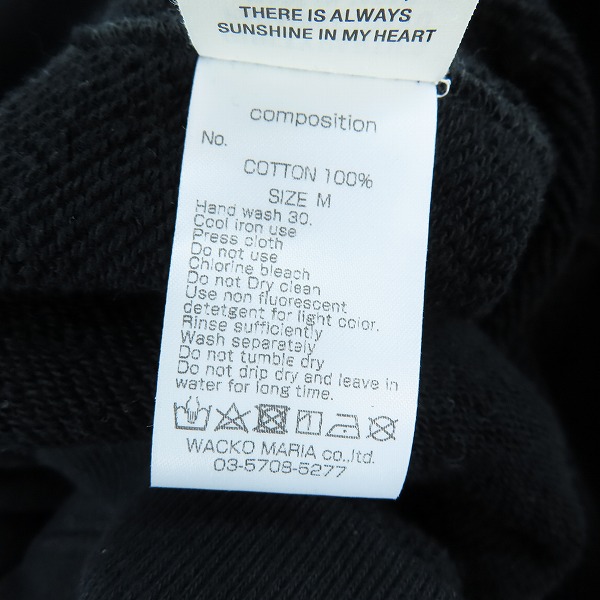 THERE IS ALWAYS
SUNSHINE IN MY HEART
composition
No.
COTTON 100%
SIZE M
Hand wash 30.
Cool iron use
Press cloth
Do not use
Chlorine bleach
Do not Dry clean
Use non fluorescent
detetgent for light color.
Rinse sufficiently
Wash separately
Do not tumble dry
Do not drip dry and leave in
water for long time.
1
WACKO MARIA co.,ltd.
03-5708-5277